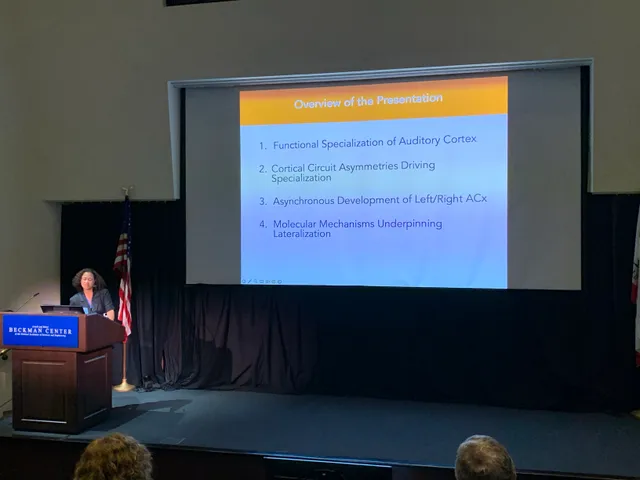 Overview of the Presentation
1. Functional Specialization of Auditory Cortex
2. Cortical Circuit Asymmetries Driving
Specialization
3. Asynchronous Development of Left/Right ACx
4. Molecular Mechanisms Underpinning
Lateralization
BECKMAN CENTER